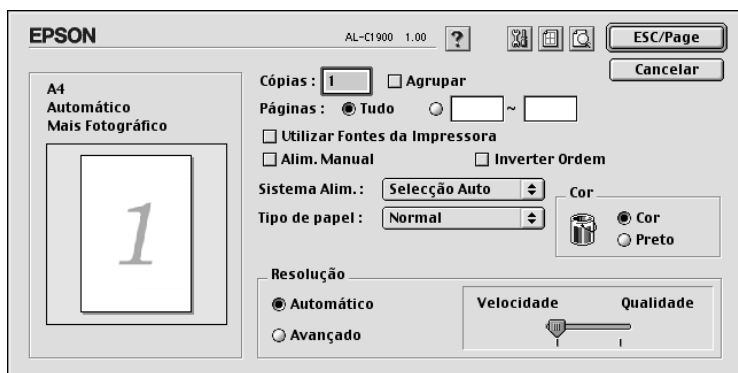 EPSON
AL-C1900 1.00
?
ESC/Page
Cancelar
A4
Automático
Mais Fotográfico
1
Cópias : 1
Agrupar
Páginas : Tudo ~
Utilizar Fontes da Impressora
Alim. Manual
Inverter Ordem
Sistema Alim. : Selecção Auto
Tipo de papel : Normal
Cor
Cor
Preto
Resolução
Automático
Avançado
Velocidade Qualidade